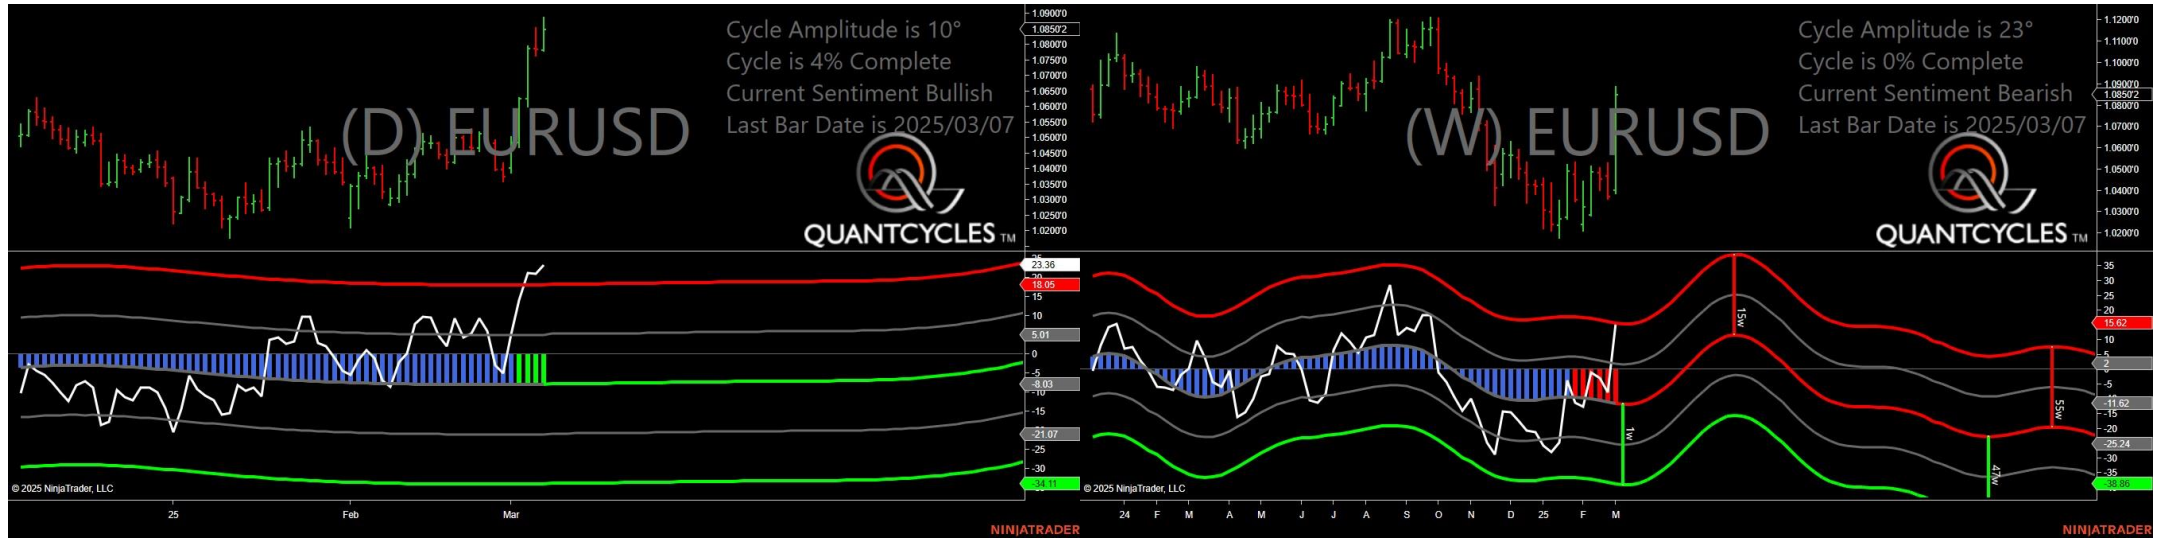 Cycle Amplitude is 10°
Cycle is 4% Complete
Current Sentiment Bullish
Last Bar Date is 2025/03/07
(D) EURUSD
QUANTCYCLES TM
1.0900'0
1.0850'2
1.0800'0
1.0750'0
1.0700'0
1.0650'0
1.0600'0
1.0550'0
1.0500'0
1.0450'0
1.0400'0
1.0350'0
1.0300'0
1.0250'0
1.0200'0
23.36
18.05
15
10
5.01
0
-5
-8.03
-10
-15
-21.07
-25
-30
-34.11
© 2025 NinjaTrader, LLC
25 Feb Mar
NINJATRADER
Cycle Amplitude is 23°
Cycle is 0% Complete
Current Sentiment Bearish
Last Bar Date is 2025/03/07
(W) EURUSD
QUANTCYCLES TM
1.1200'0
1.1100'0
1.1000'0
1.0900'0
1.0850'2
1.0800'0
1.0700'0
1.0600'0
1.0500'0
1.0400'0
1.0300'0
1.0200'0
35
30
25
20
15.62
10
5
2
-5
-11.62
-15
-20
-25.24
-30
-35
-38.86
15w
1w
55w
47w
© 2025 NinjaTrader, LLC
24 F M A M J J A S O N D 25 F M
NINJATRADER